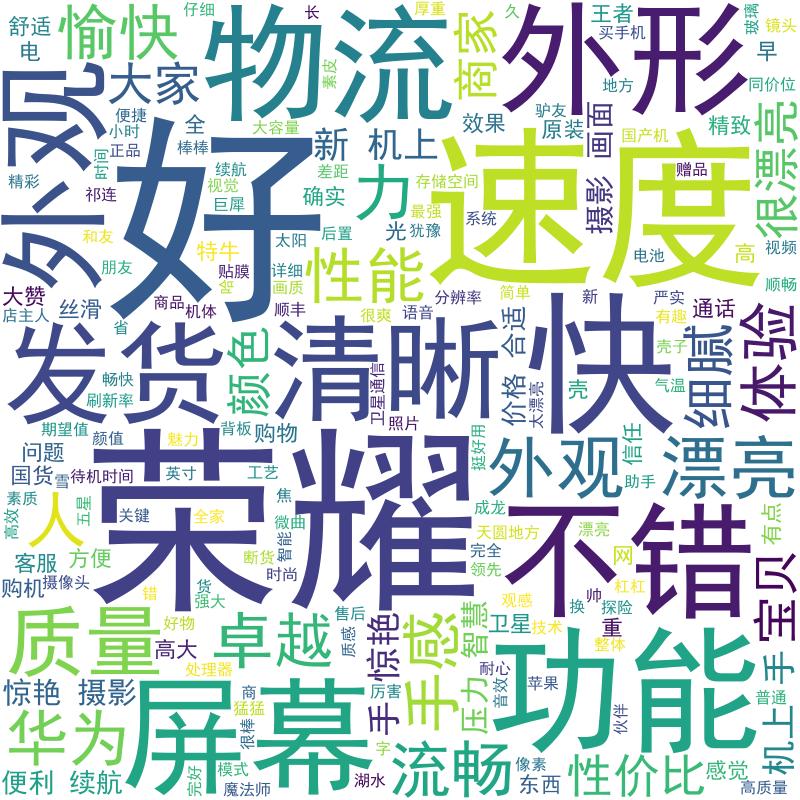 舒适
电
愉快
仔细
物流
长
厚重
商家
久
外形
王者
买手机
玻璃
镜头
早
同价位
外观
大家
素皮
便捷
小时
正品
全
棒棒
大容量
新 机上
效果
驴友
原装
地方
画面
国产机
精致
很漂亮
时间
精彩
祁连
续航
视觉
巨犀
差距
确实
力
存储空间
最强
犹豫
光
系统
摄影
赠品
好
速度
和友
特牛
太阳
后置
朋友
贴膜
详细
画质
性能
电池
高
视频
顺畅
大赞
店主人
丝滑
省
商品
机体
顺丰
很爽
语音
分辨率
简单
新
严实
有趣
通话
发货
颜色
清晰
卫星通信
价格 合适
太漂亮
快
壳
壳子
气温
细腻
体验
畅快
刷新率
期望值
颜值
魅力
背板
购物
照片
挺好用
问题
国货
雪
待机时间
英寸
工艺
外观
信任
助手
漂亮
素质
高效
五星
关键
全家
荣耀
焦
微曲
智能
成龙
天圆地方
漂亮
完全
领先
不错
有点
人
方便
客服
购机
摄像头
错
货
强大
断货
时尚
网
杠杠
宝贝
观感
换
帅
探险
质量
好物
高大
卓越
售后
质感
惊艳
手感
智慧
卫星
技术
重
整体
处理器
耐心
压力
功能
手
惊艳 摄影
屏幕
商
猛猛
很棒
厉害
手
音效
苹果
伙伴
机上
普通
华为
便利 续航
完好
模式
魔法师
字
湖水
流畅
像素
东西
性价比
感觉
高质量